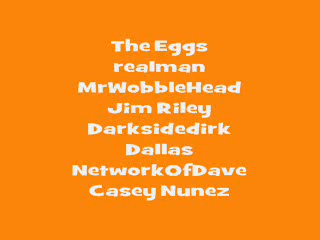 The Eggs
realman
MrWobbleHead
Jim Riley
Darksidedirk
Dallas
NetworkOfDave
Casey Nunez